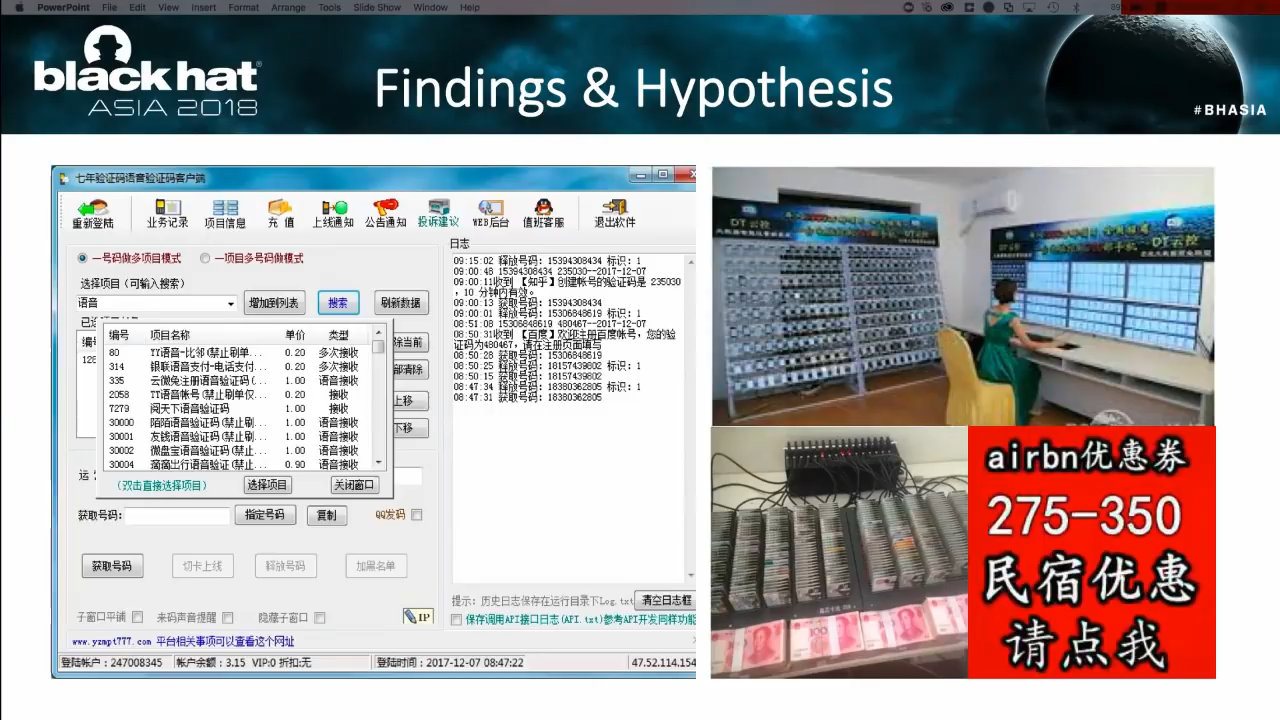 PowerPoint File Edit View Insert Format Arrange Tools Slide Show Window Help
black hat
ASIA 2018
Findings & Hypothesis
#BHASIA
七年验证码语音验证码客户端
重新登陆 业务记录 项目信息 充 值 上线通知 公告通知 投诉建议 WEB后台 值班客服 退出软件
一号码做多项目模式 一项目多号码做模式
选择项目(可输入搜索)
语音 增加到列表 搜索 刷新数据
编号 项目名称 单价 类型
80 YY语音-比邻(禁止刷单... 0.20 多次接收
314 银联语音支付-电话支付... 0.20 多次接收
335 云微免注册语音验证码(... 1.00 语音接收
2058 YY语音帐号(禁止刷单仅... 0.20 接收
7279 阅天下语音验证码 1.00 接收
30000 陌陌语音验证码(禁止刷... 1.00 语音接收
30001 友钱语音验证码(禁止刷... 1.00 语音接收
30002 微盘宝语音验证码(禁止... 1.00 语音接收
30004 滴滴出行语音验证(禁止... 0.90 语音接收
(双击直接选择项目) 选择项目 关闭窗口
除当前
部清除
上移
下移
获取号码: 指定号码 复制 QQ发码
获取号码 切卡上线 释放号码 加黑名单
子窗口平铺 来码声音提醒 隐藏子窗口 IP
www.yzmpt777.com 平台相关事项可以查看这个网址
登陆帐户：247008345 帐户余额：3.15 VIP:0 折扣:无 登陆时间：2017-12-07 08:47:22 47.52.114.154
日志
09:15:02 释放号码: 15394308434 标识: 1
09:00:48 15394308434 235030--2017-12-07
09:00:11收到【知乎】创建帐号的验证码是 235030
，10 分钟内有效。
09:00:13 获取号码: 15394308434
09:00:01 释放号码: 15306848619 标识: 1
08:51:08 15306848619 480467--2017-12-07
08:50:31收到【百度】欢迎注册百度帐号，您的验
证码为480467，请在注册页面填写
08:50:28 获取号码: 15306848619
08:50:25 释放号码: 18157439802 标识: 1
08:50:15 获取号码: 18157439802
08:47:34 释放号码: 18380362805 标识: 1
08:47:31 获取号码: 18380362805
提示: 历史日志保存在运行目录下Log.txt 清空日志框
保存调用API接口日志(API.txt)参考API开发同样功能
DT云控
DT云控
airbn优惠券
275-350
民宿优惠
请点我